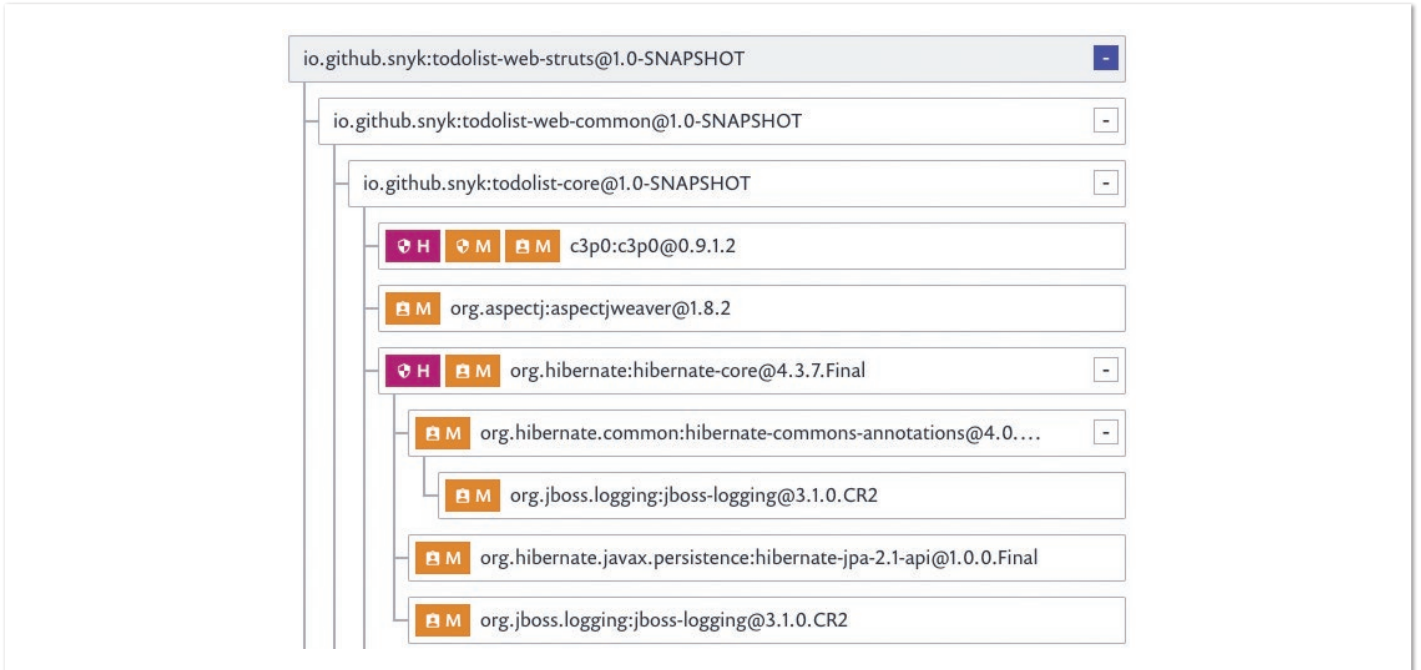 io.github.snyk:todolist-web-struts@1.0-SNAPSHOT -
io.github.snyk:todolist-web-common@1.0-SNAPSHOT -
io.github.snyk:todolist-core@1.0-SNAPSHOT -
H M M c3p0:c3p0@0.9.1.2
M org.aspectj:aspectjweaver@1.8.2
H M org.hibernate:hibernate-core@4.3.7.Final -
M org.hibernate.common:hibernate-commons-annotations@4.0.... -
M org.jboss.logging:jboss-logging@3.1.0.CR2
M org.hibernate.javax.persistence:hibernate-jpa-2.1-api@1.0.0.Final
M org.jboss.logging:jboss-logging@3.1.0.CR2